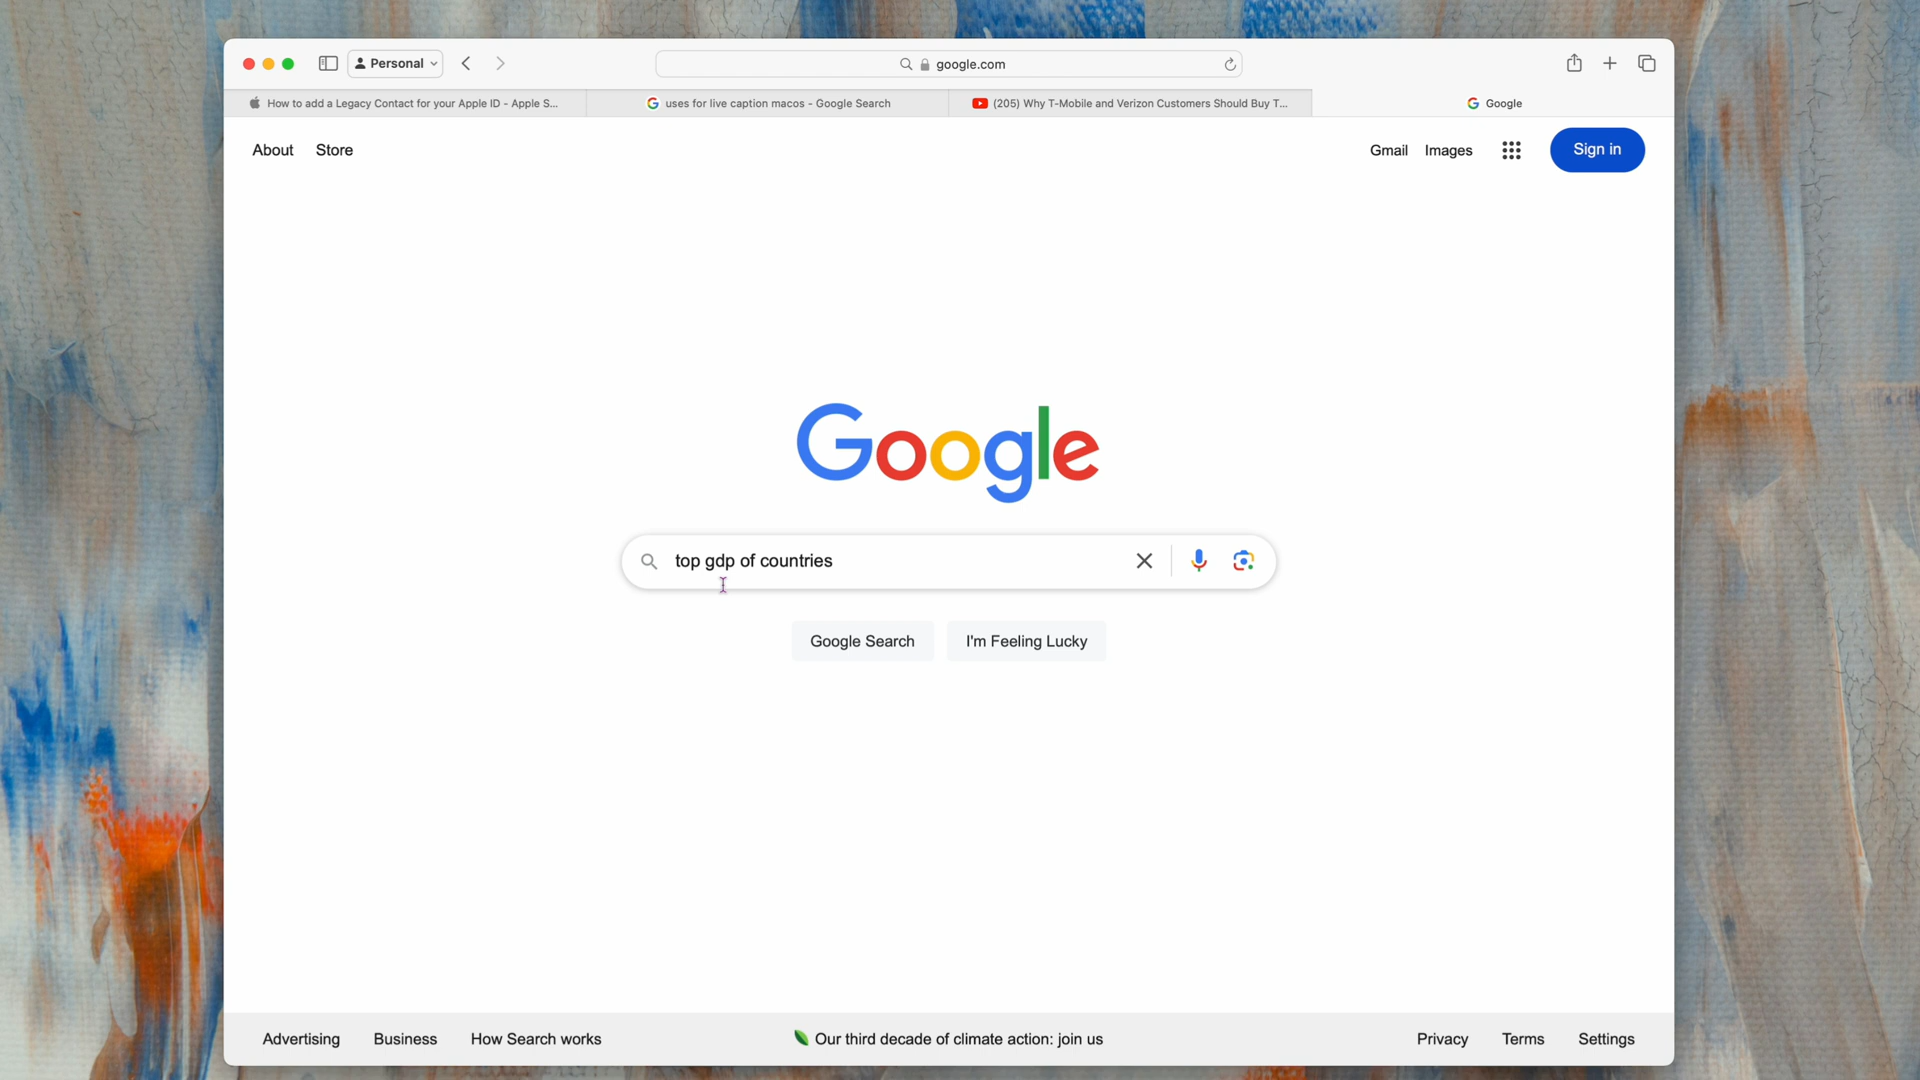 Personal
google.com
How to add a Legacy Contact for your Apple ID - Apple S...
uses for live caption macos - Google Search
(205) Why T-Mobile and Verizon Customers Should Buy T...
Google
About Store
Gmail Images Sign in
Google
top gdp of countries
Google Search I'm Feeling Lucky
Advertising Business How Search works
Our third decade of climate action: join us
Privacy Terms Settings